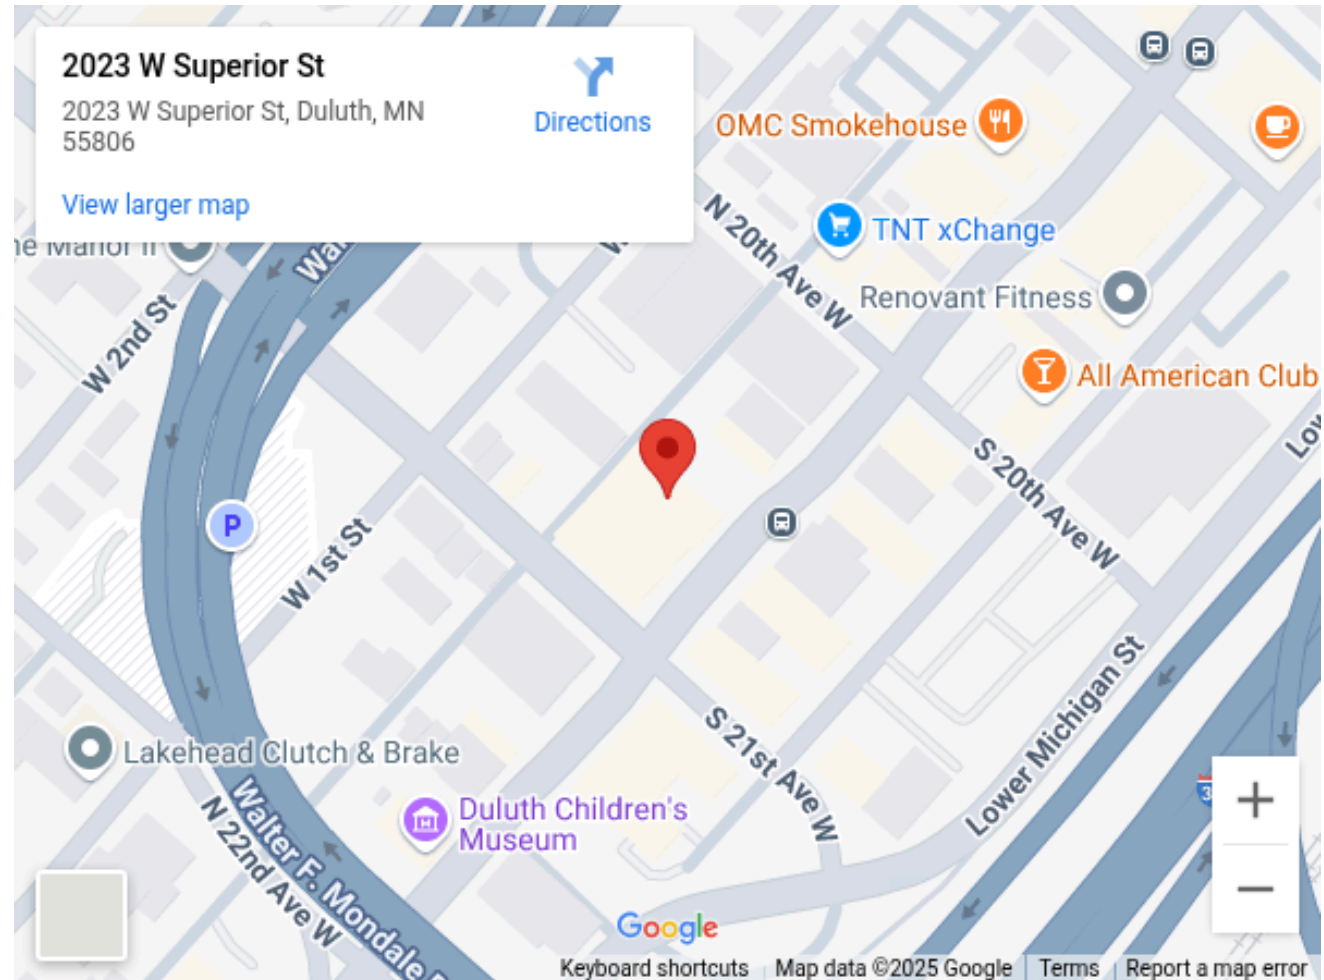 2023 W Superior St
2023 W Superior St, Duluth, MN
55806
Directions
View larger map
OMC Smokehouse
TNT xChange
N 20th Ave W
Renovant Fitness
All American Club
Manor II
W 2nd St
S 20th Ave W
P
W 1st St
S 21st Ave W
Lower Michigan St
Lakehead Clutch & Brake
Duluth Children's
Museum
N 22nd Ave W
Walter F. Mondale
Google
+
−
Keyboard shortcuts
Map data ©2025 Google
Terms
Report a map error